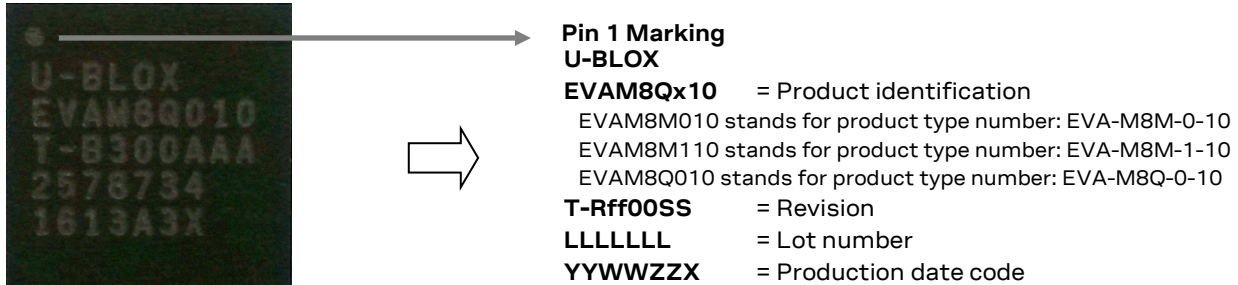 U-BLOX
EVAM8Q010
T-B300AAA
2578734
1613A3X
Pin 1 Marking
U-BLOX
EVAM8Qx10 = Product identification
EVAM8M010 stands for product type number: EVA-M8M-0-10
EVAM8M110 stands for product type number: EVA-M8M-1-10
EVAM8Q010 stands for product type number: EVA-M8Q-0-10
T-Rff00SS = Revision
LLLLLLL = Lot number
YYWWZZX = Production date code